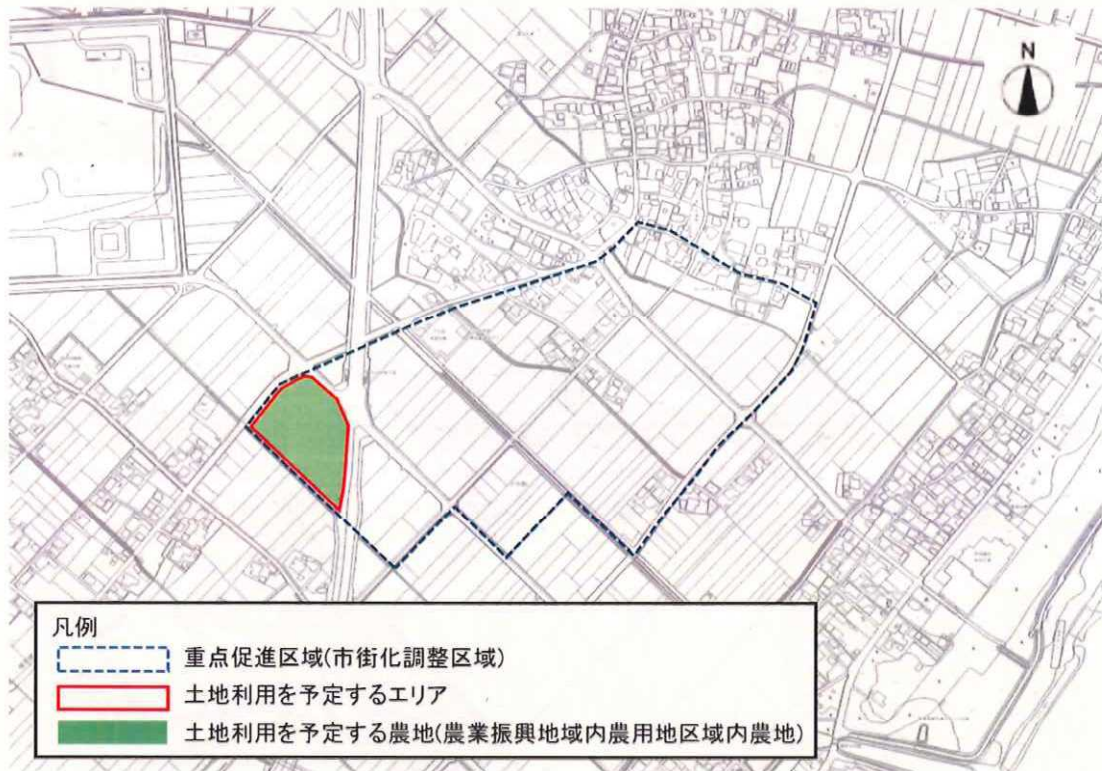 N
凡例
重点促進区域(市街化調整区域)
土地利用を予定するエリア
土地利用を予定する農地(農業振興地域内農用地区域内農地)